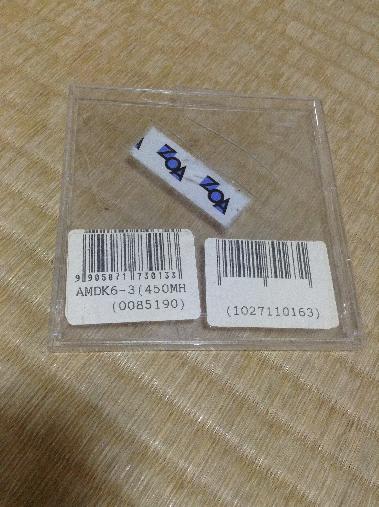 ZOA
ZOA
9905871730133
AMDK6-3(450MH
(0085190)
(1027110163)